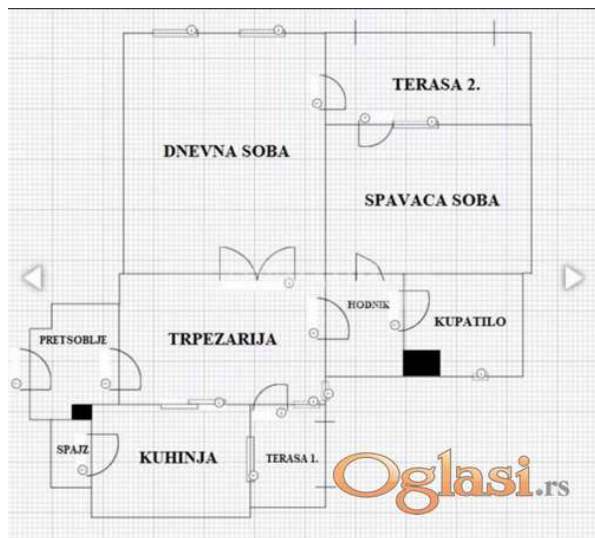 TERASA 2.
DNEVNA SOBA
SPAVACA SOBA
HODNIK
KUPATILO
PRETSOBLJE
TRPEZARIJA
SPAJZ
KUHINJA
TERASA 1.
Oglasi.rs